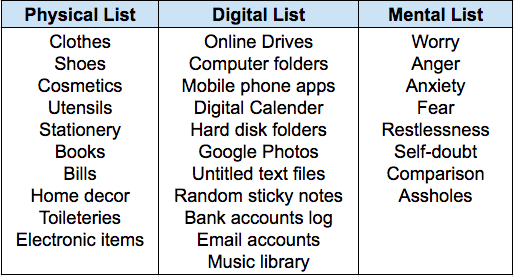 Physical List Digital List Mental List
Clothes Online Drives Worry
Shoes Computer folders Anger
Cosmetics Mobile phone apps Anxiety
Utensils Digital Calender Fear
Stationery Hard disk folders Restlessness
Books Google Photos Self-doubt
Bills Untitled text files Comparison
Home decor Random sticky notes Assholes
Toileteries Bank accounts log
Electronic items Email accounts
Music library